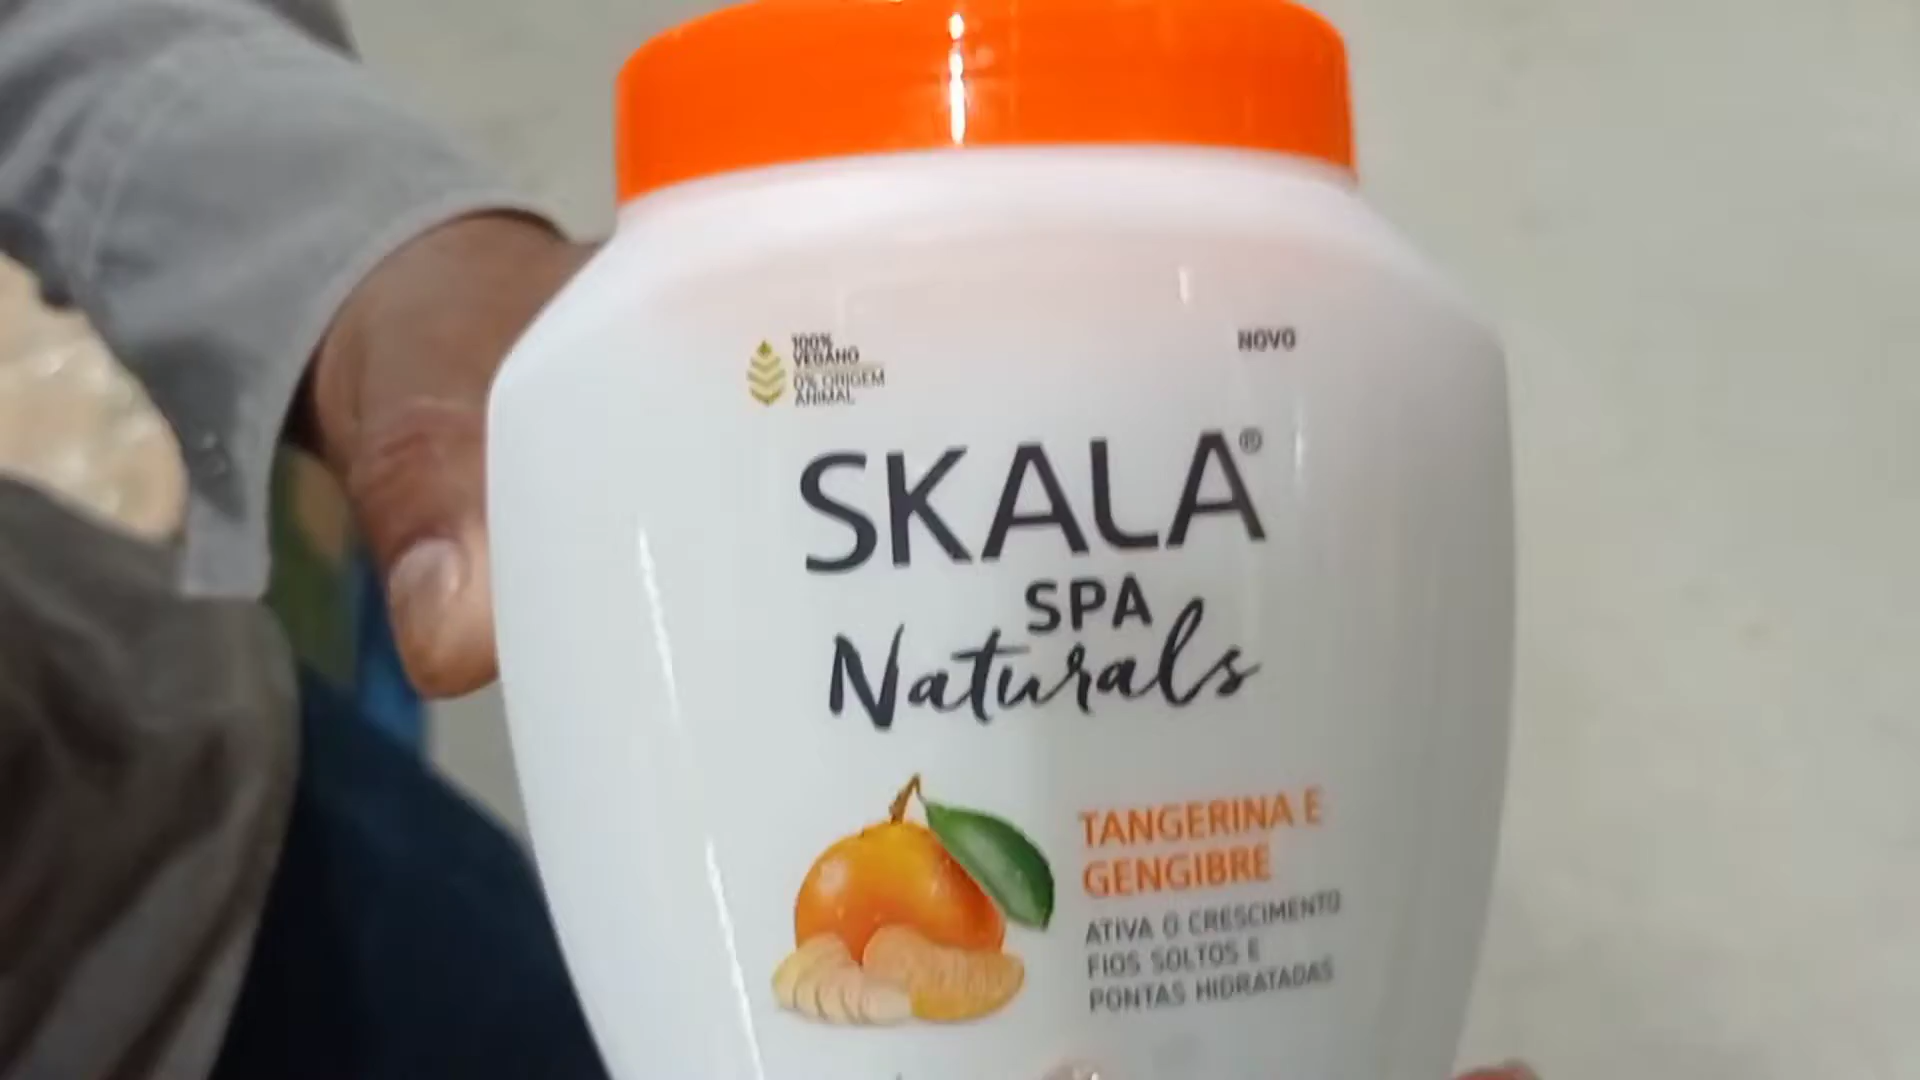 100%
VEGANO
0% ORIGEM
ANIMAL
NOVO
SKALA®
SPA
Naturals
TANGERINA E
GENGIBRE
ATIVA O CRESCIMENTO
FIOS SOLTOS E
PONTAS HIDRATADAS